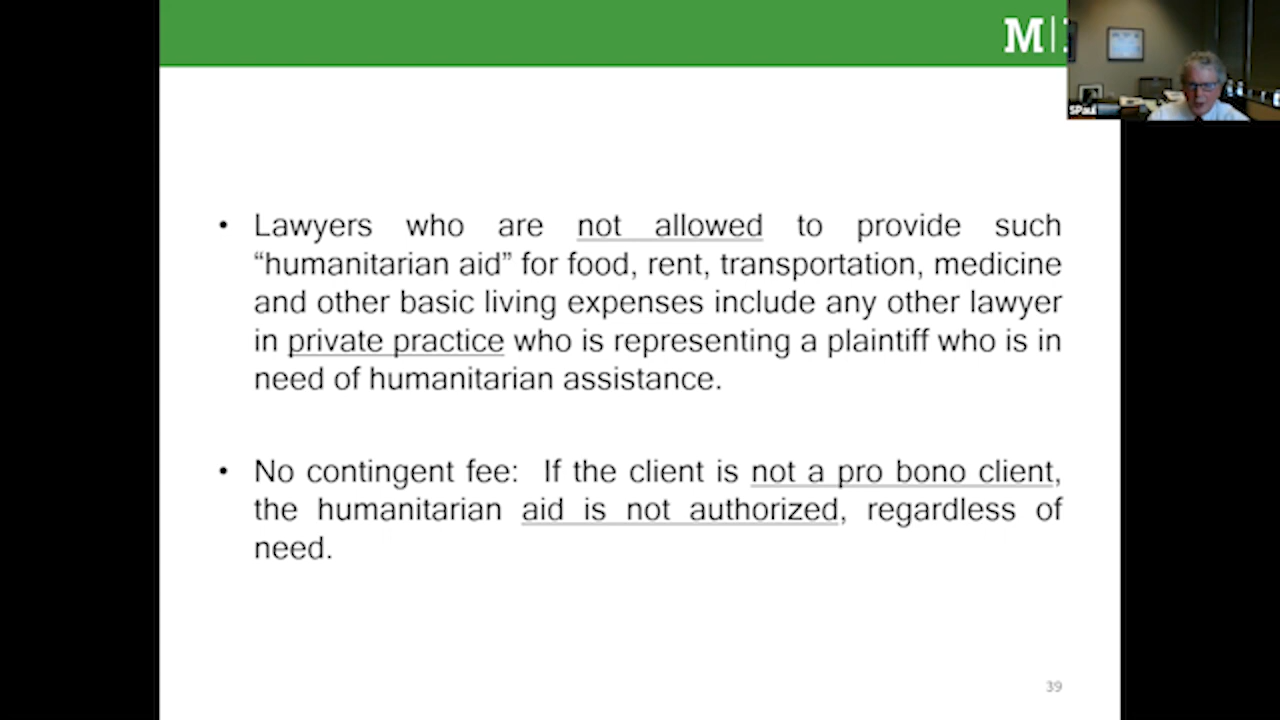 M|
SPaul
• Lawyers who are not allowed to provide such
“humanitarian aid” for food, rent, transportation, medicine
and other basic living expenses include any other lawyer
in private practice who is representing a plaintiff who is in
need of humanitarian assistance.
• No contingent fee: If the client is not a pro bono client,
the humanitarian aid is not authorized, regardless of
need.
39